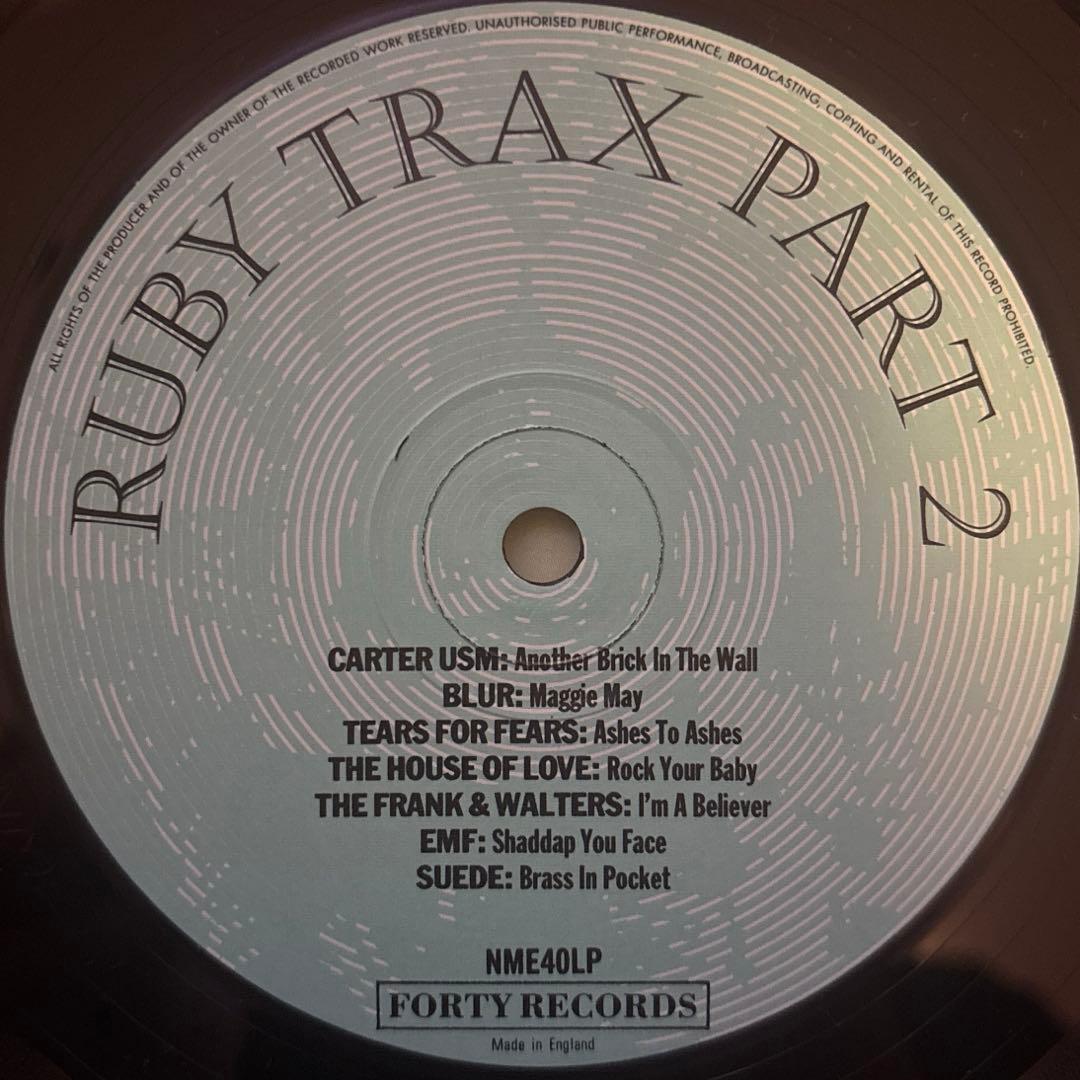 ALL RIGHTS OF THE PRODUCER AND OF THE OWNER OF THE RECORDED WORK RESERVED. UNAUTHORISED PUBLIC PERFORMANCE, BROADCASTING, COPYING AND RENTAL OF THIS RECORD PROHIBITED.
RUBY TRAX PART 2
CARTER USM: Another Brick In The Wall
BLUR: Maggie May
TEARS FOR FEARS: Ashes To Ashes
THE HOUSE OF LOVE: Rock Your Baby
THE FRANK & WALTERS: I'm A Believer
EMF: Shaddap You Face
SUEDE: Brass In Pocket
NME40LP
FORTY RECORDS
Made in England